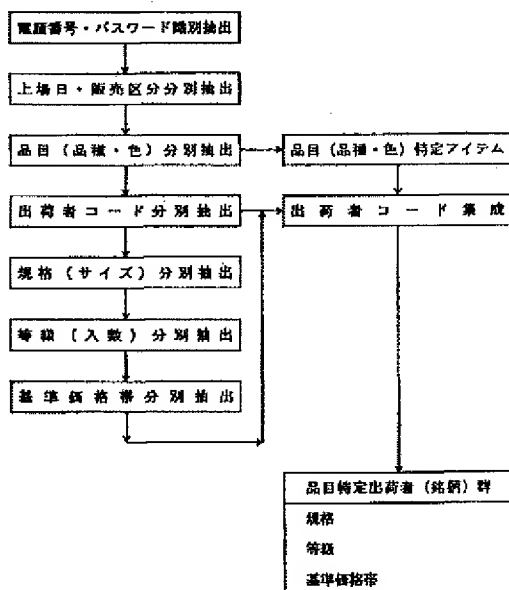 電話番号・パスワード識別抽出
上場日・販売区分分別抽出
品目（品種・色）分別抽出
品目（品種・色）特定アイテム
出荷者コード分別抽出
出荷者コード集成
規格（サイズ）分別抽出
等級（入数）分別抽出
基準価格帯分別抽出
品目特定出荷者（銘柄）群
規格
等級
基準価格帯